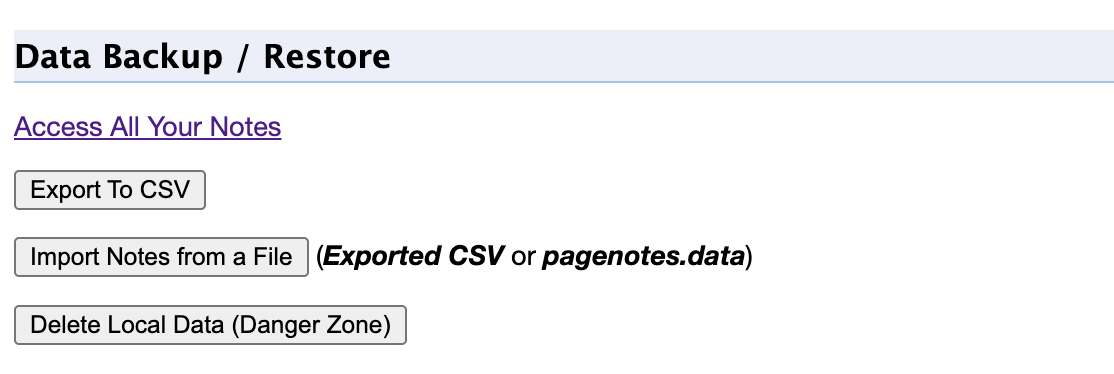 Data Backup / Restore
Access All Your Notes
Export To CSV
Import Notes from a File (Exported CSV or pagenotes.data)
Delete Local Data (Danger Zone)